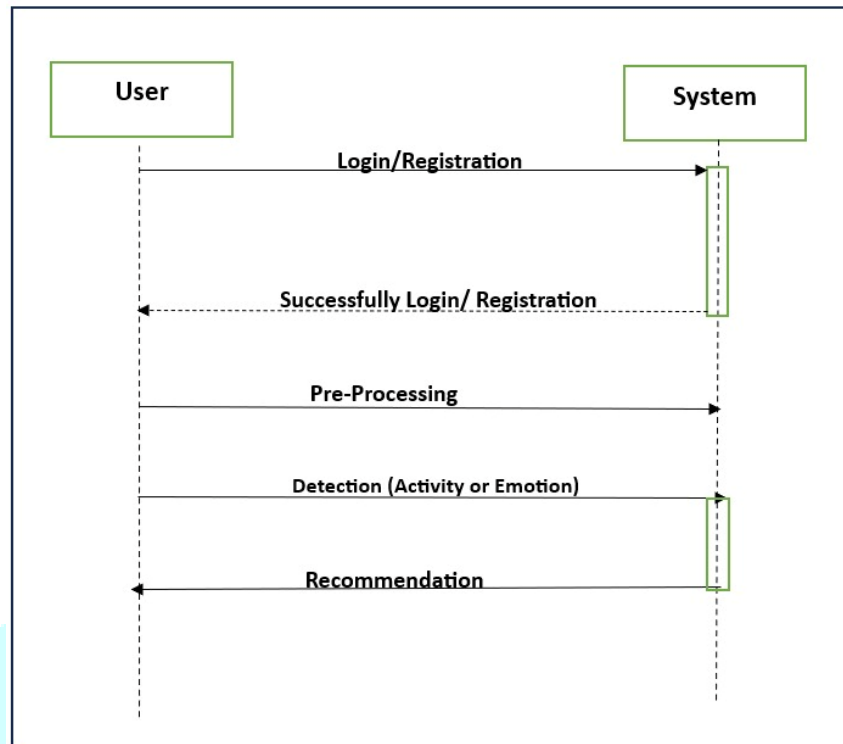 User
System
Login/Registration
Successfully Login/ Registration
Pre-Processing
Detection (Activity or Emotion)
Recommendation